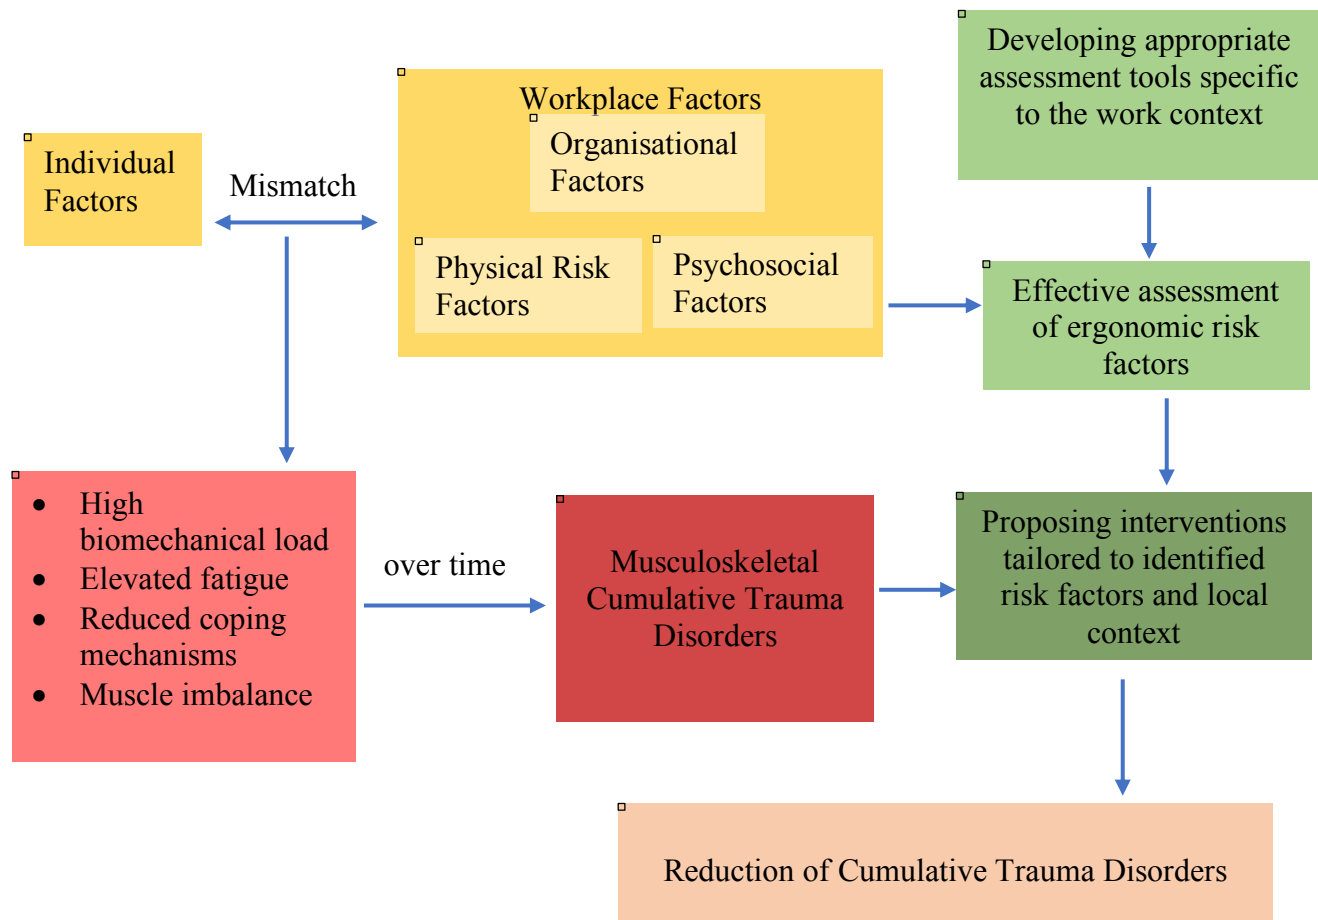 Developing appropriate
assessment tools specific
to the work context
Workplace Factors
Organisational
Factors
Individual
Factors
Mismatch
Physical Risk
Factors
Psychosocial
Factors
Effective assessment
of ergonomic risk
factors
• High
biomechanical load
• Elevated fatigue
• Reduced coping
mechanisms
• Muscle imbalance
over time
Musculoskeletal
Cumulative Trauma
Disorders
Proposing interventions
tailored to identified
risk factors and local
context
Reduction of Cumulative Trauma Disorders